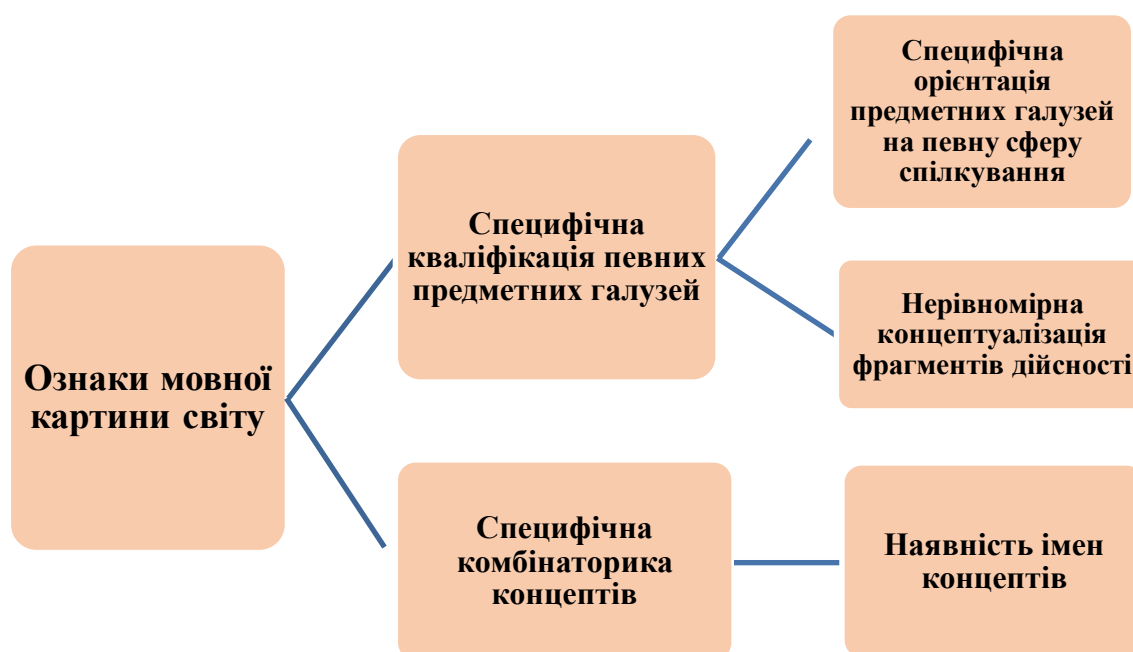 Ознаки мовної
картини світу
Специфічна
кваліфікація певних
предметних галузей
Специфічна
орієнтація
предметних галузей
на певну сферу
спілкування
Нерівномірна
концептуалізація
фрагментів дійсності
Специфічна
комбінаторика
концептів
Наявність імен
концептів